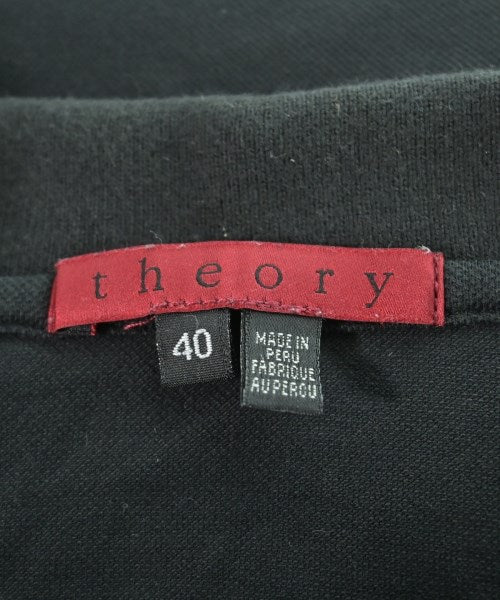 theory
40
MADE IN
PERU
FABRIQUE
AU PEROU